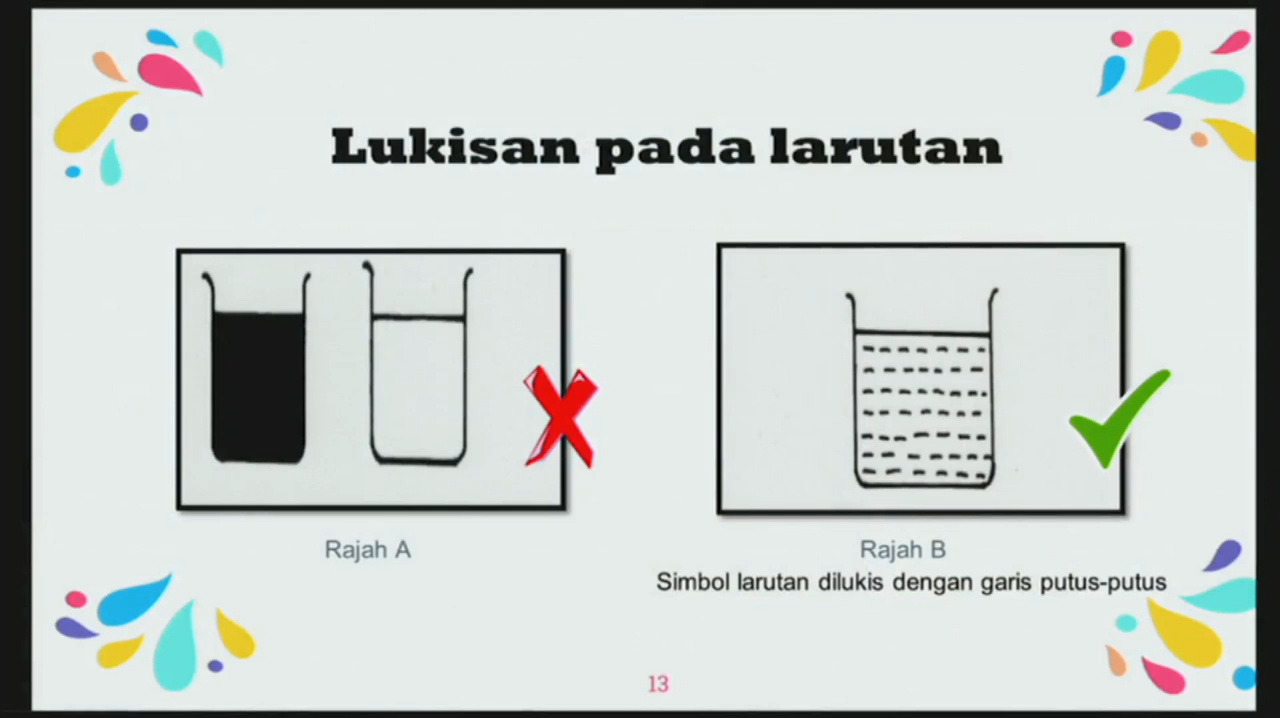 Lukisan pada larutan
Rajah A
Rajah B
Simbol larutan dilukis dengan garis putus-putus
13